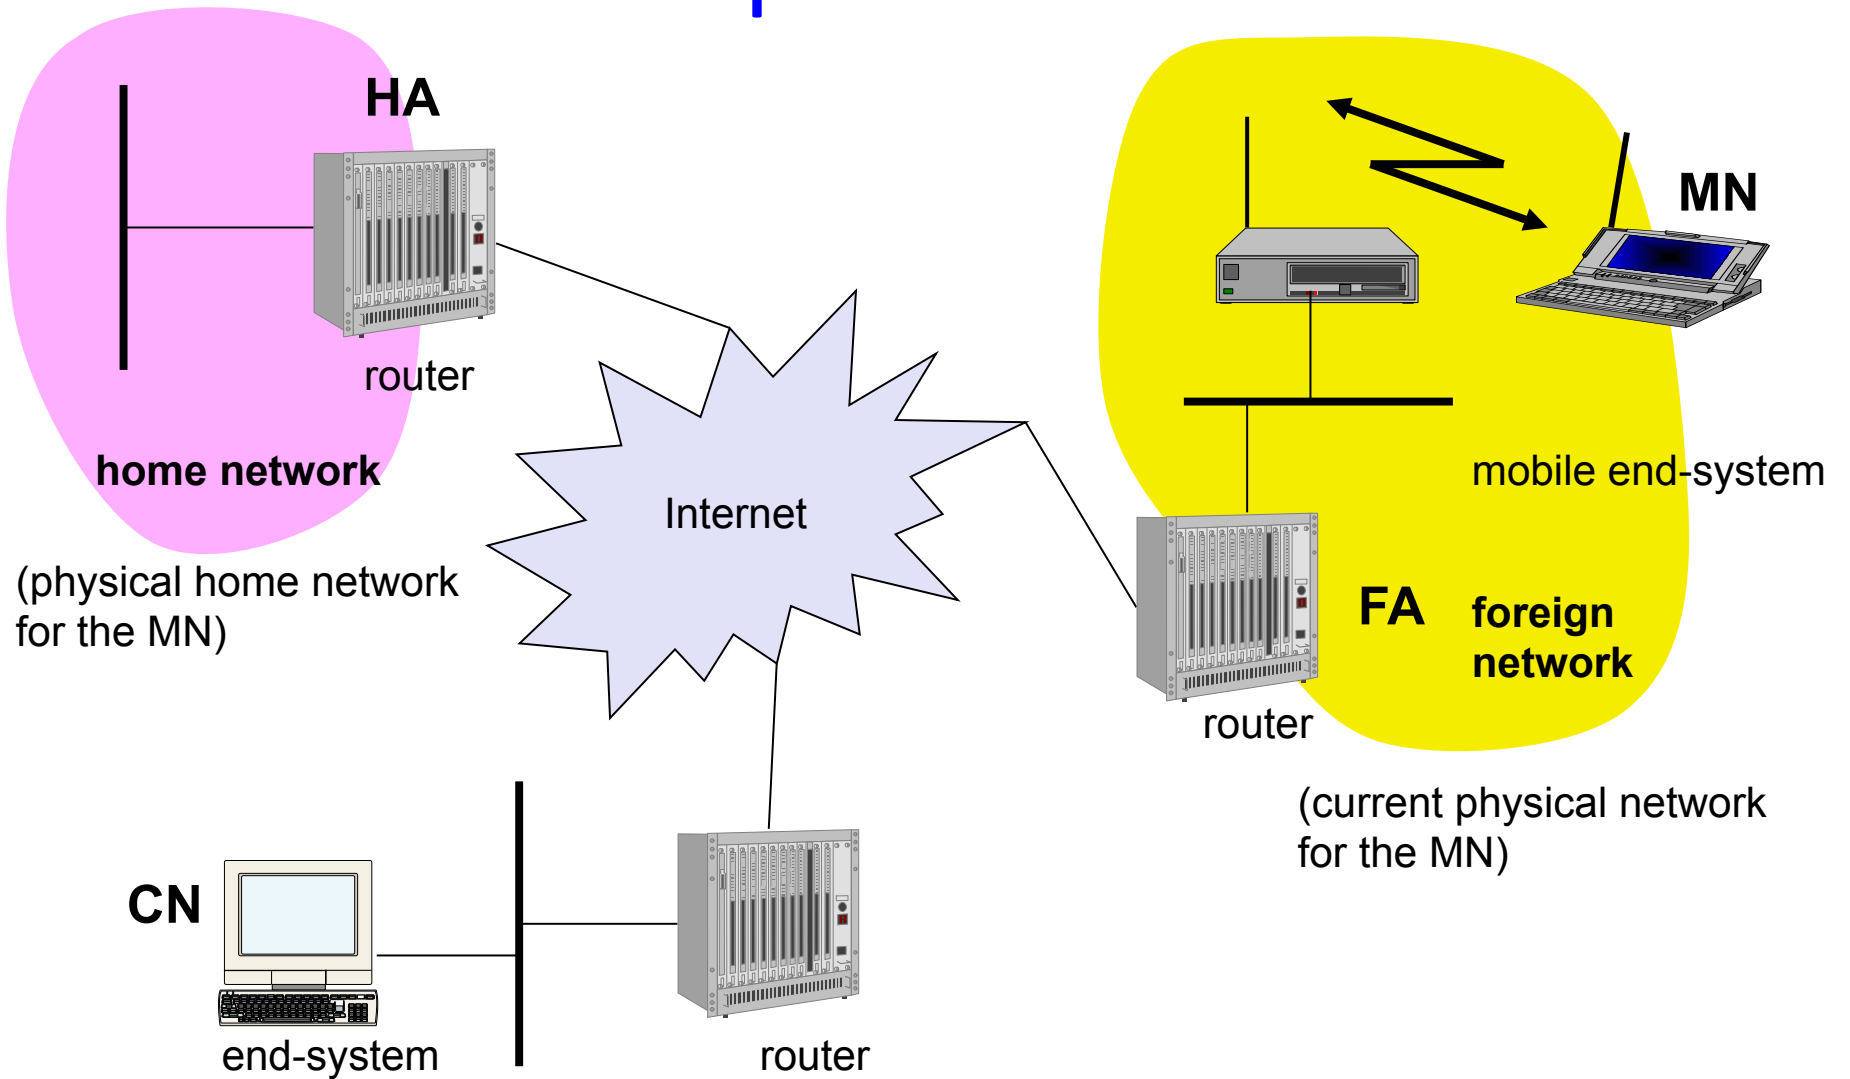 HA
MN
router
home network
Internet
mobile end-system
(physical home network
for the MN)
FA
foreign
network
router
(current physical network
for the MN)
CN
end-system
router